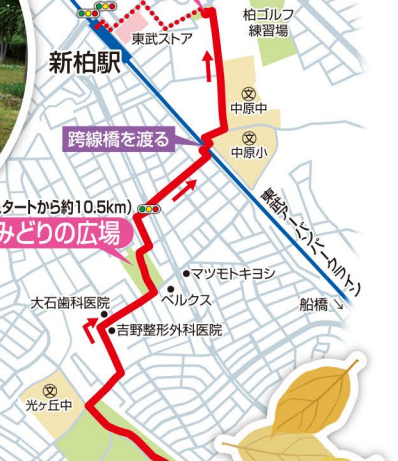 東武ストア
柏ゴルフ
練習場
新柏駅
中原中
跨線橋を渡る
中原小
東武アーバンパークライン
スタートから約10.5km)
みどりの広場
マツモトキヨシ
ベルクス
船橋
大石歯科医院
吉野整形外科医院
光ヶ丘中